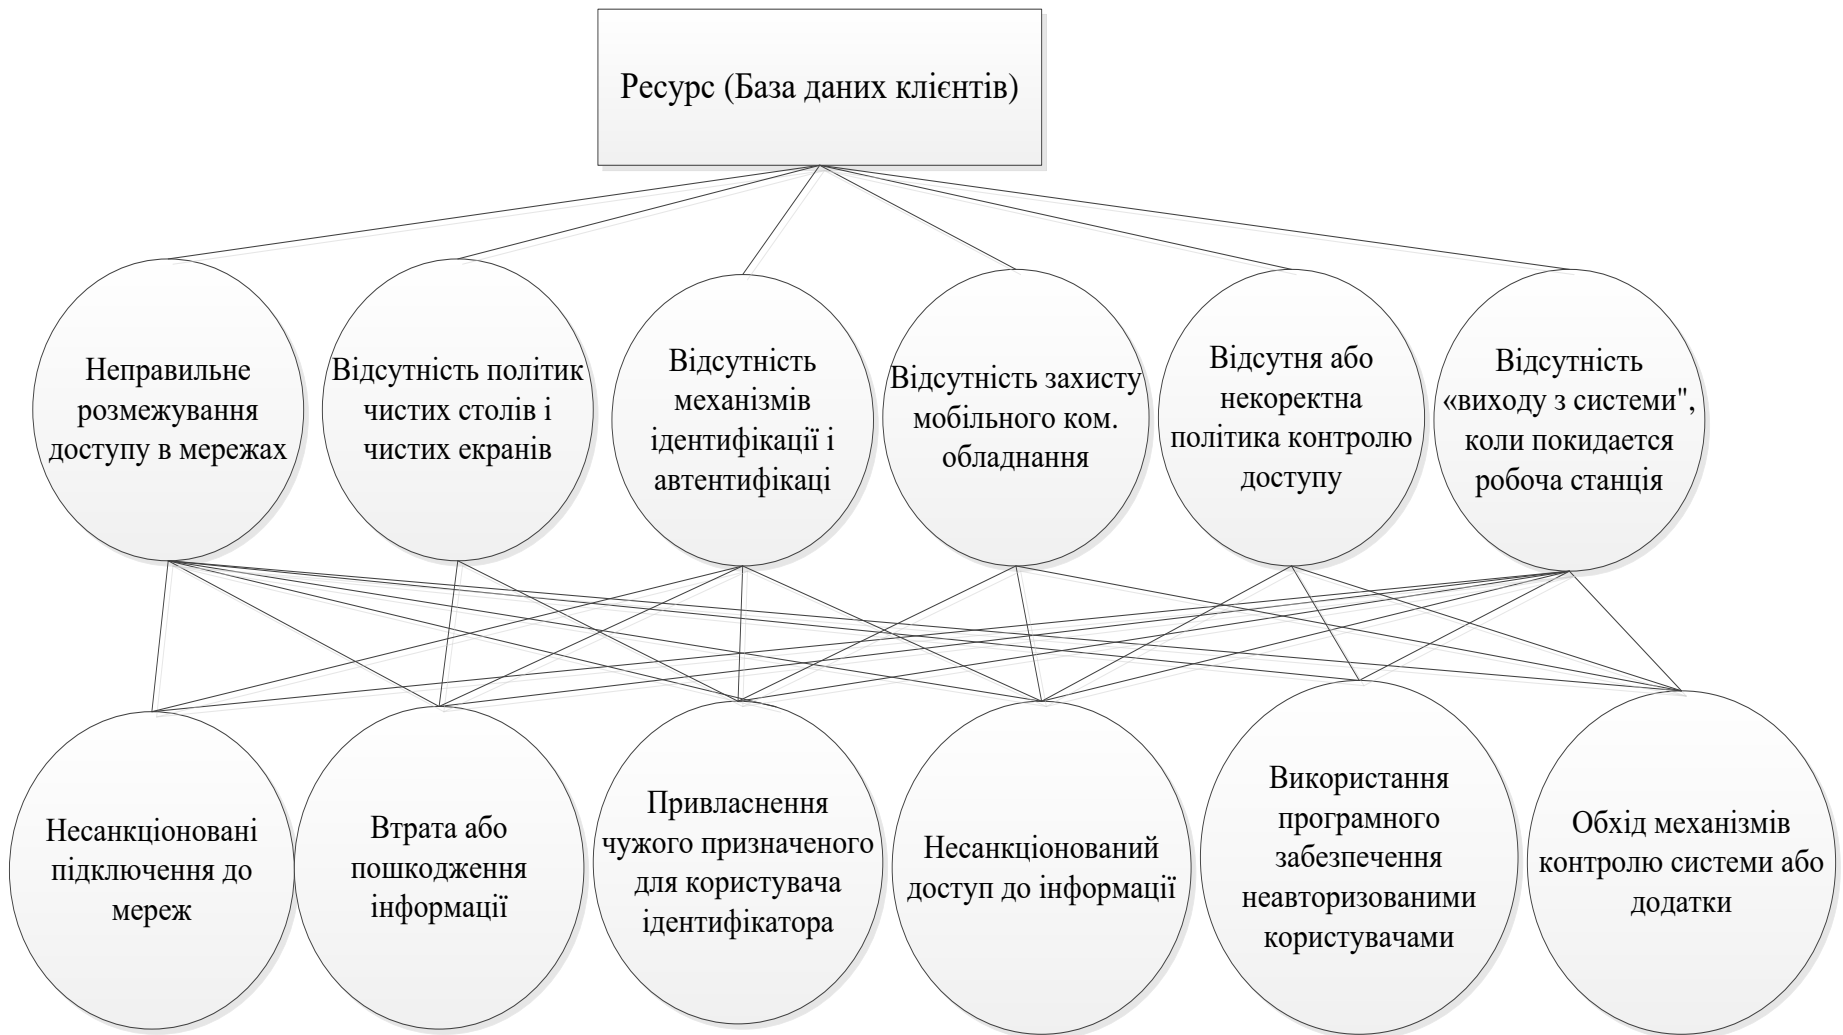 Ресурс (База даних клієнтів)
Неправильне
розмежування
доступу в мережах
Відсутність політик
чистих столів і
чистих екранів
Відсутність
механізмів
ідентифікації і
автентифікаці
Відсутність захисту
мобільного ком.
обладнання
Відсутня або
некоректна
політика контролю
доступу
Відсутність
«виходу з системи",
коли покидается
робоча станція
Несанкціоновані
підключення до
мереж
Втрата або
пошкодження
інформації
Привласнення
чужого призначеного
для користувача
ідентифікатора
Несанкціонований
доступ до інформації
Використання
програмного
забезпечення
неавторизованими
користувачами
Обхід механізмів
контролю системи або
додатки